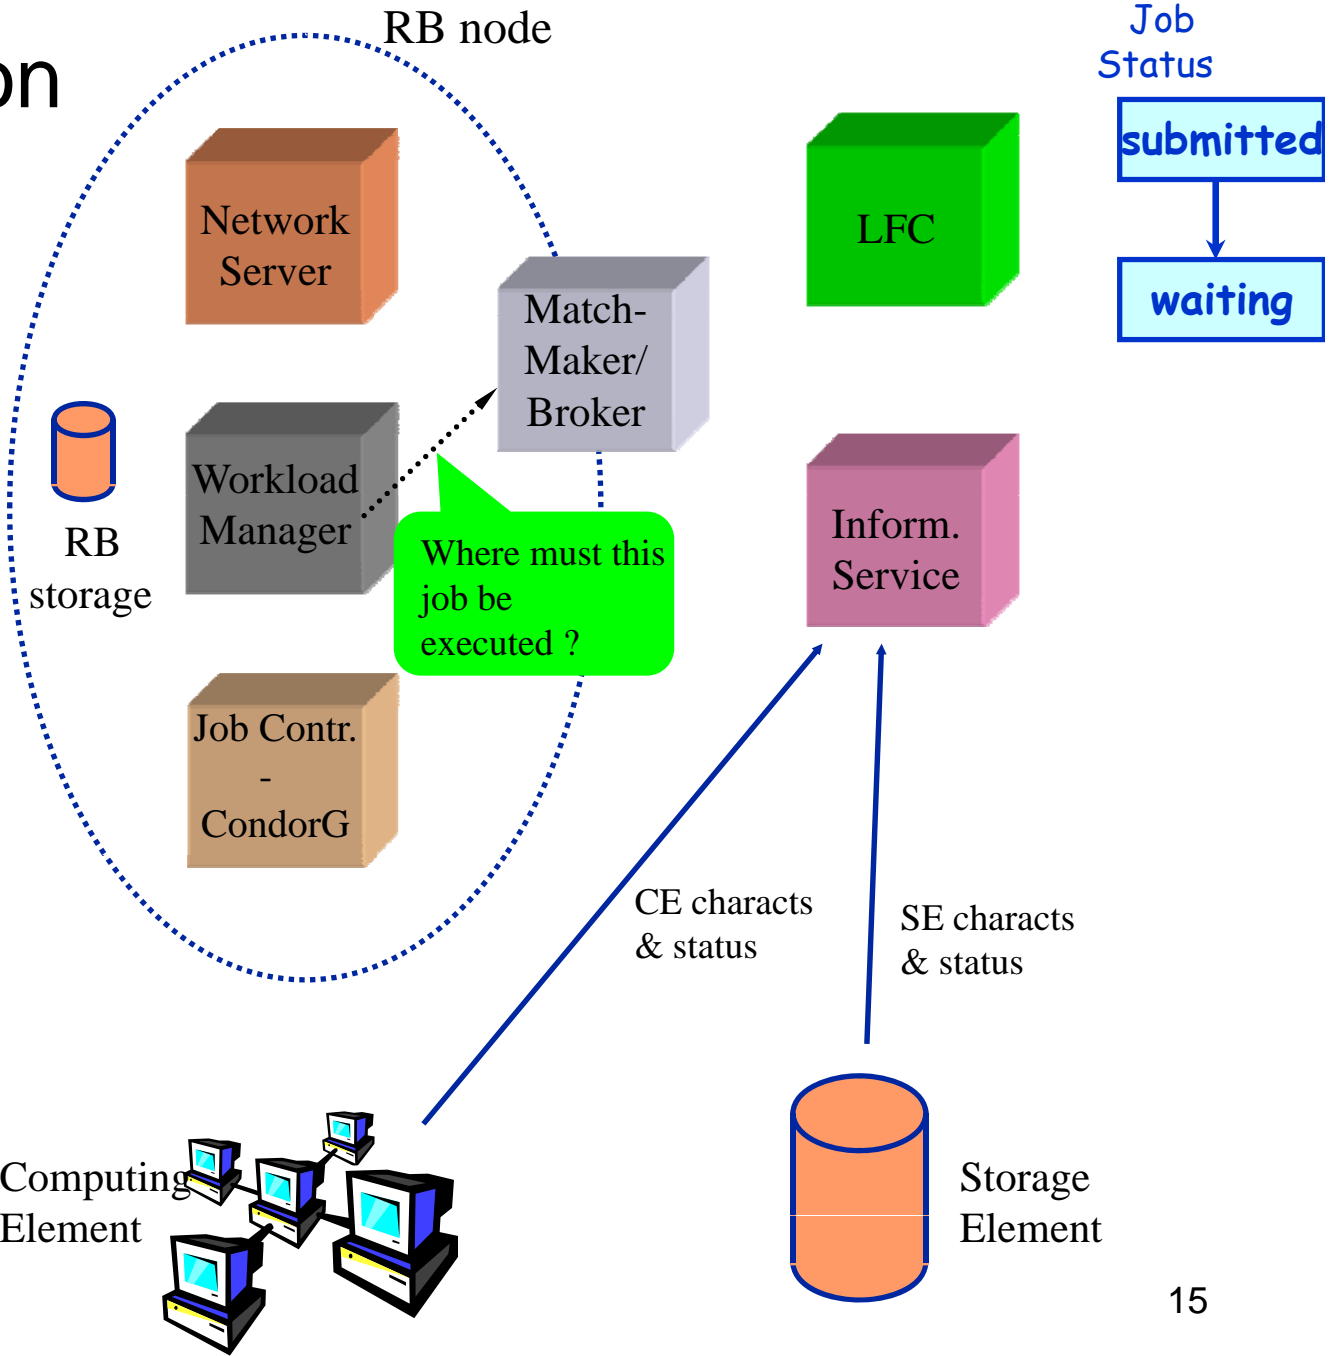 on
RB node
Job
Status
submitted
waiting
Network
Server
LFC
Match-
Maker/
Broker
Workload
Manager
RB
storage
Where must this
job be
executed ?
Inform.
Service
Job Contr.
-
CondorG
CE characts
& status
SE characts
& status
Computing
Element
Storage
Element
15